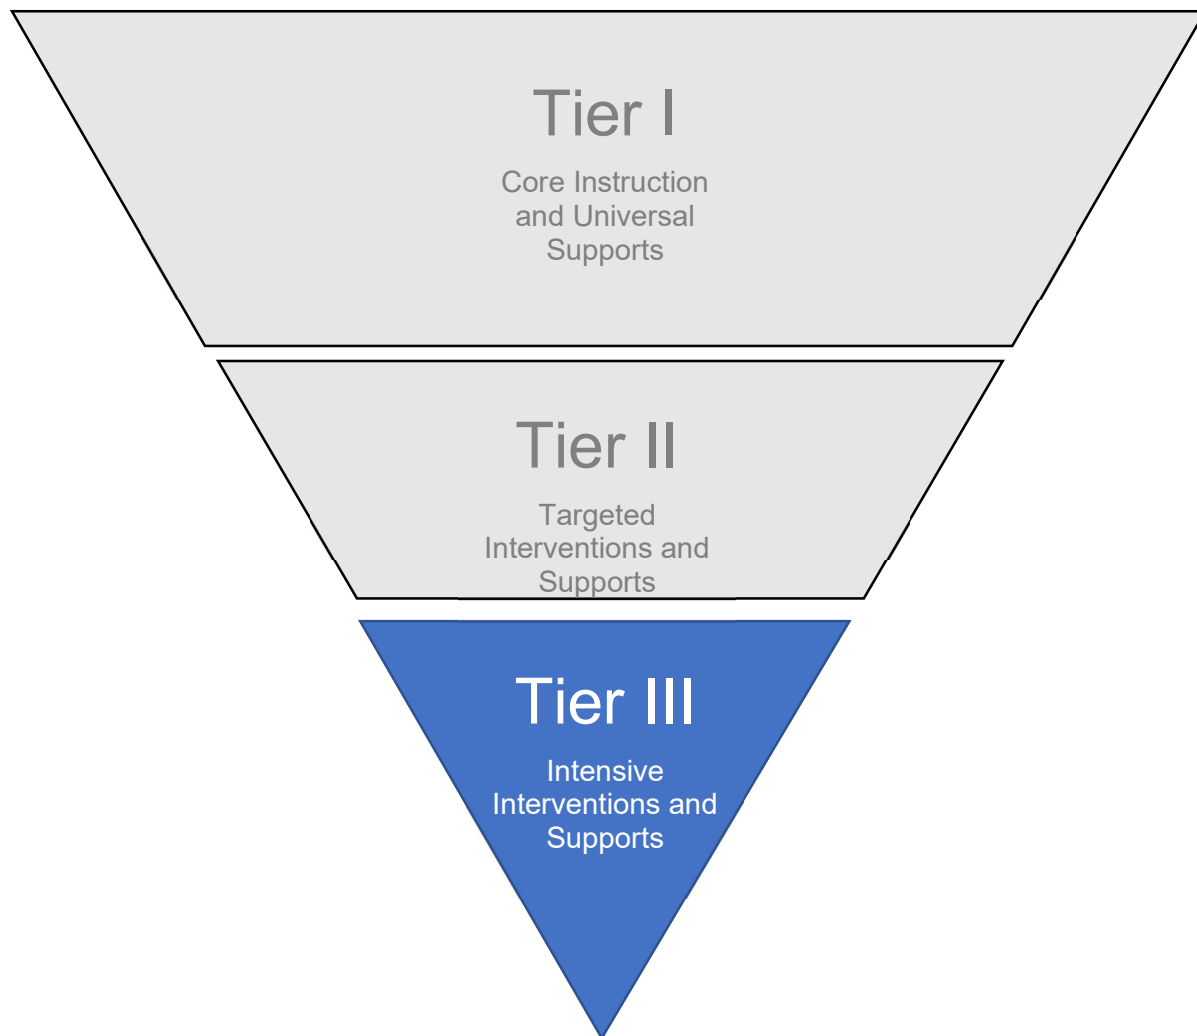 Tier I
Core Instruction
and Universal
Supports
Tier II
Targeted
Interventions and
Supports
Tier III
Intensive
Interventions and
Supports